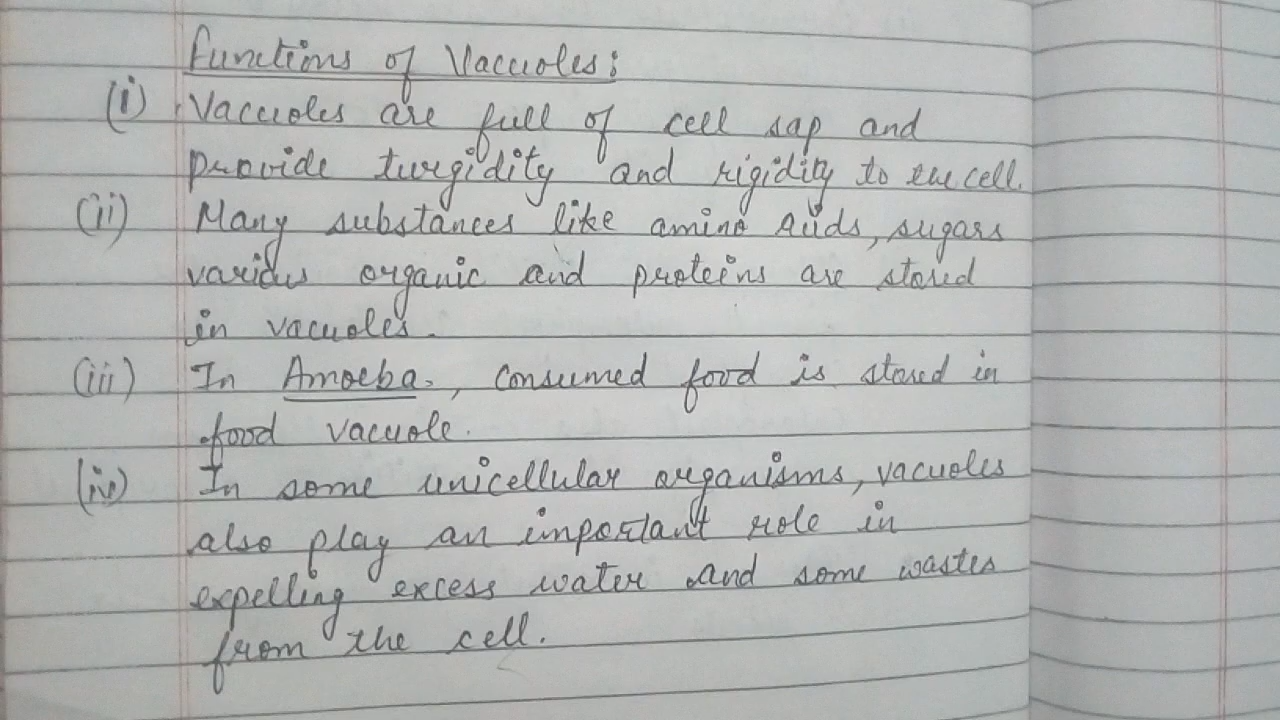 Functions of Vacuoles:
(i) Vacuoles are full of cell sap and
provide turgidity and rigidity to the cell.
(ii) Many substances like amino acids, sugars
various organic and proteins are stored
in vacuoles.
(iii) In Amoeba, consumed food is stored in
food vacuole.
(iv) In some unicellular organisms, vacuoles
also play an important role in
expelling excess water and some wastes
from the cell.